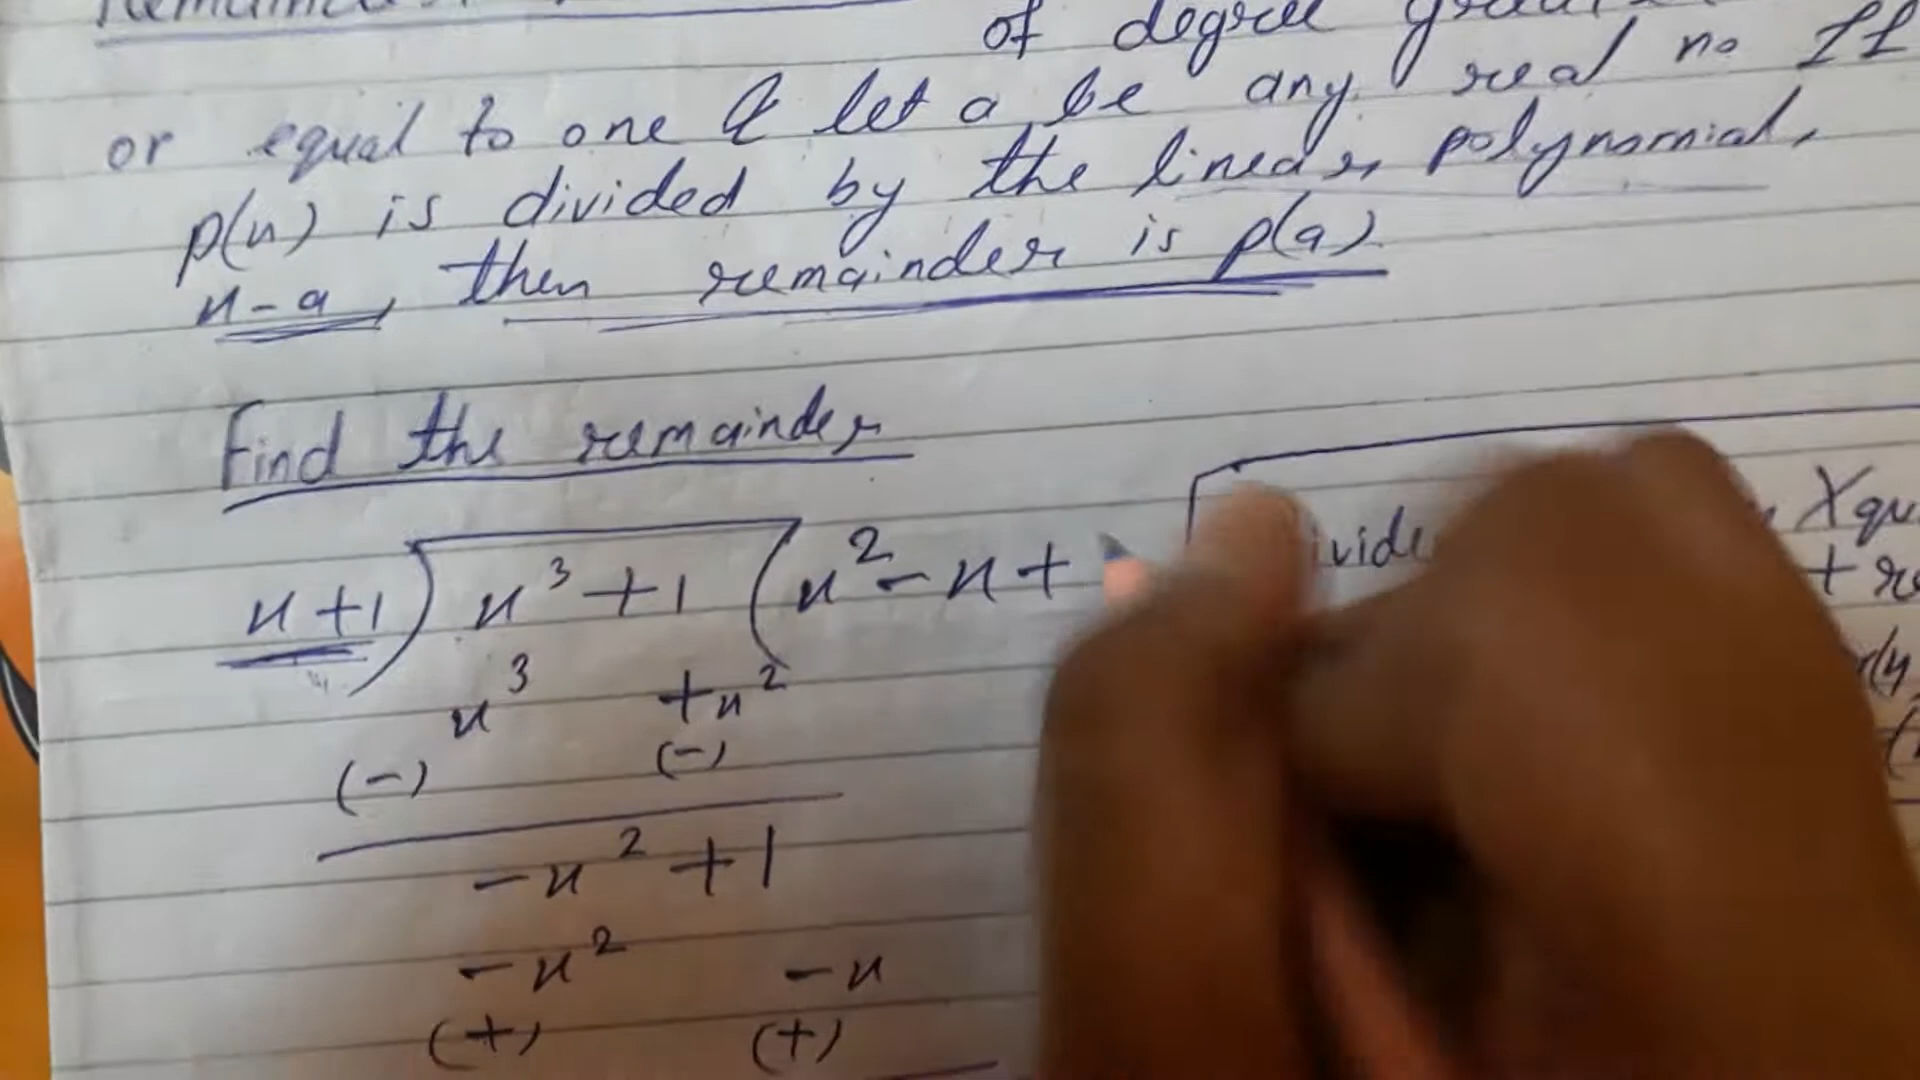 of degree
or equal to one & let a be any real no If
p(x) is divided by the linear polynomial,
x-a, then remainder is p(a)
Find the remainder
x+1) x³+1 (x²-x+
x³ +x²
(-) (-)
-x²+1
-x² -x
(+) (+)